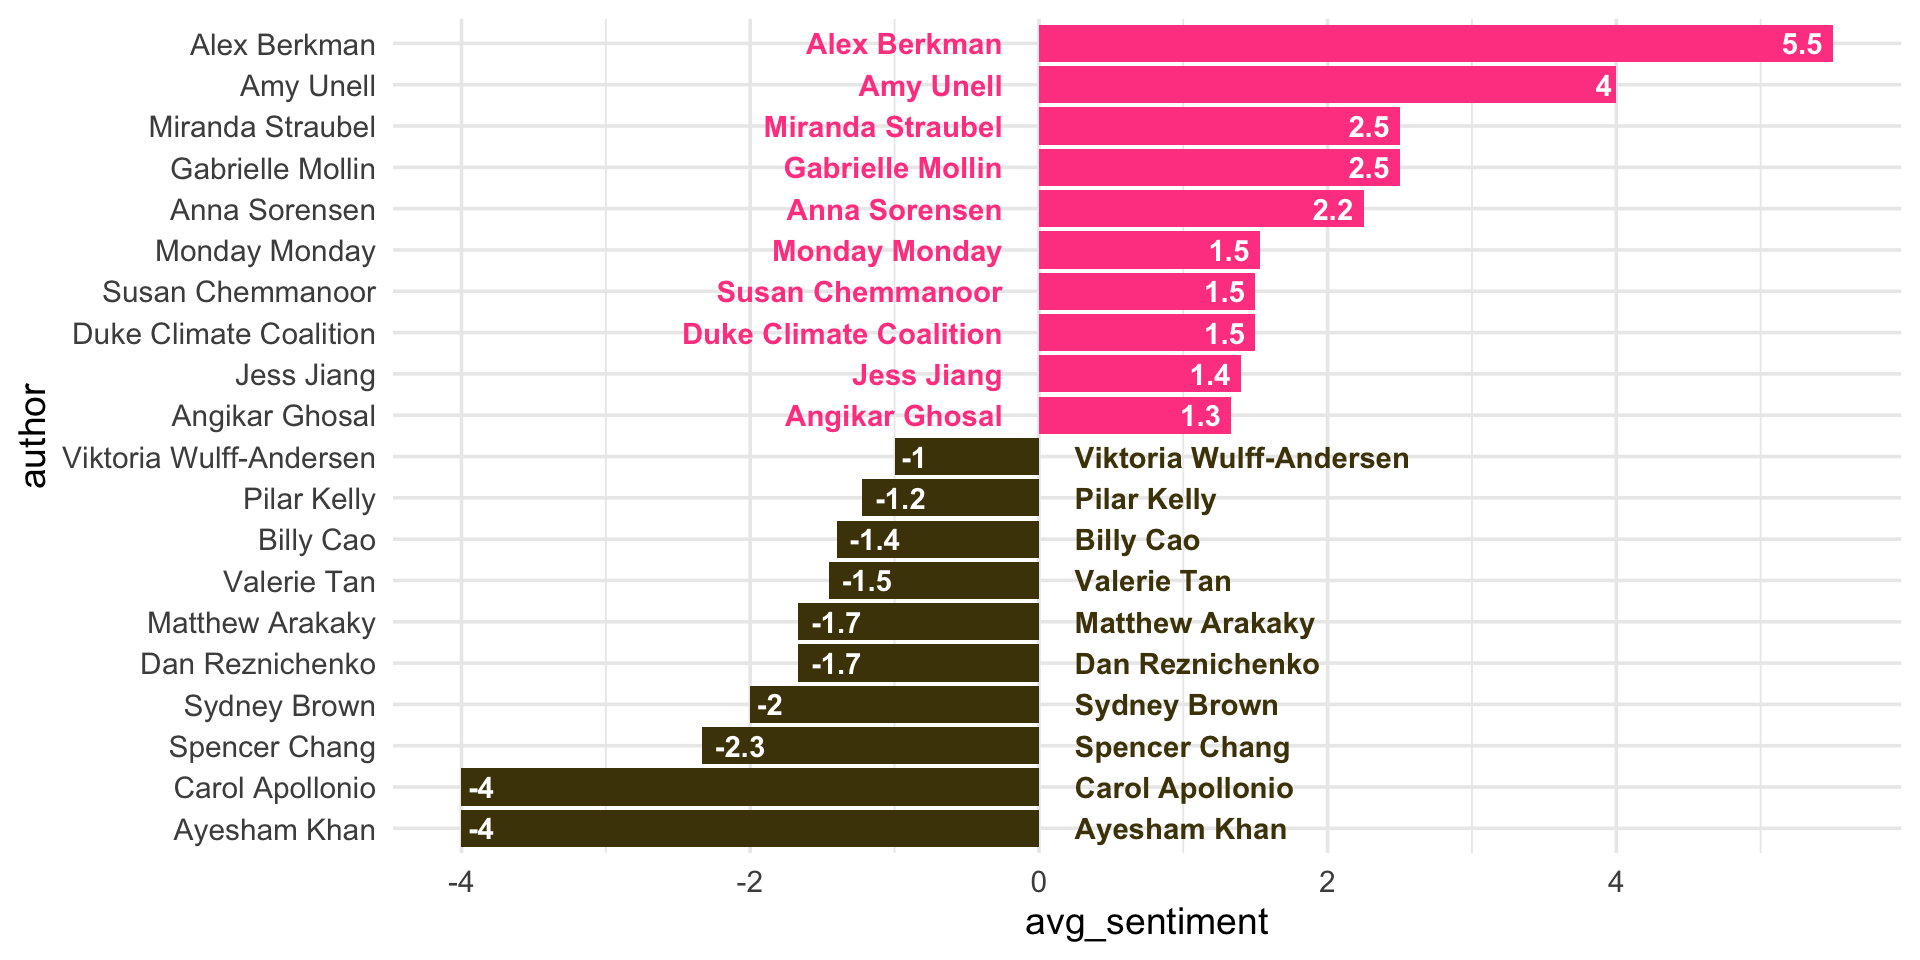 Alex Berkman Alex Berkman 5.5
Amy Unell Amy Unell 4
Miranda Straubel Miranda Straubel 2.5
Gabrielle Mollin Gabrielle Mollin 2.5
Anna Sorensen Anna Sorensen 2.2
Monday Monday Monday Monday 1.5
Susan Chemmanoor Susan Chemmanoor 1.5
Duke Climate Coalition Duke Climate Coalition 1.5
Jess Jiang Jess Jiang 1.4
Angikar Ghosal Angikar Ghosal 1.3
Viktoria Wulff-Andersen -1 Viktoria Wulff-Andersen
Pilar Kelly -1.2 Pilar Kelly
Billy Cao -1.4 Billy Cao
Valerie Tan -1.5 Valerie Tan
Matthew Arakaky -1.7 Matthew Arakaky
Dan Reznichenko -1.7 Dan Reznichenko
Sydney Brown -2 Sydney Brown
Spencer Chang -2.3 Spencer Chang
Carol Apollonio -4 Carol Apollonio
Ayesham Khan -4 Ayesham Khan
author
-4 -2 0 2 4
avg_sentiment